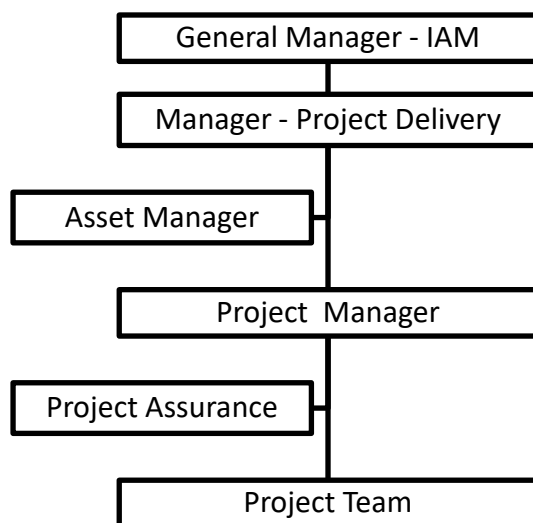 General Manager - IAM
Manager - Project Delivery
Asset Manager
Project Manager
Project Assurance
Project Team